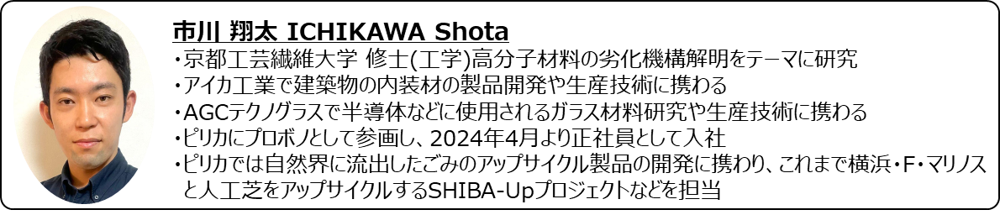 市川 翔太 ICHIKAWA Shota
・京都工芸繊維大学 修士(工学)高分子材料の劣化機構解明をテーマに研究
・アイカ工業で建築物の内装材の製品開発や生産技術に携わる
・AGCテクノグラスで半導体などに使用されるガラス材料研究や生産技術に携わる
・ピリカにプロボノとして参画し、2024年4月より正社員として入社
・ピリカでは自然界に流出したごみのアップサイクル製品の開発に携わり、これまで横浜・F・マリノス
と人工芝をアップサイクルするSHIBA-Upプロジェクトなどを担当